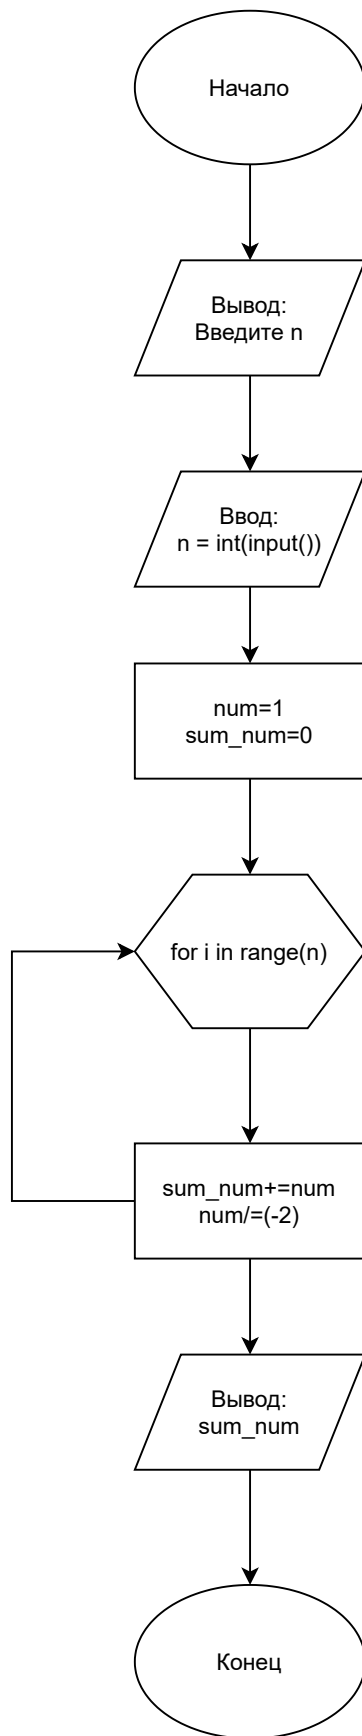 Начало
Вывод:
Введите n
Ввод:
n = int(input())
num=1
sum_num=0
for i in range(n)
sum_num+=num
num/=(-2)
Вывод:
sum_num
Конец